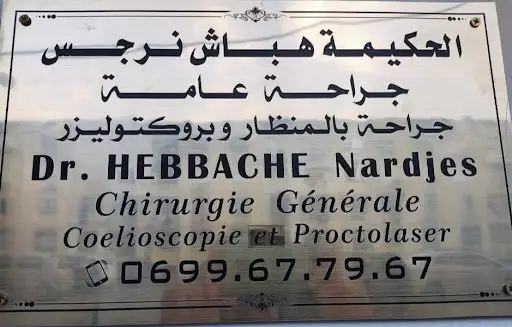 الحكيمة هباش نرجس
جراحة عامة
جراحة بالمنظار وبروكتوليزر
Dr. HEBBACHE Nardjes
Chirurgie Générale
Coelioscopie et Proctolaser
0699.67.79.67